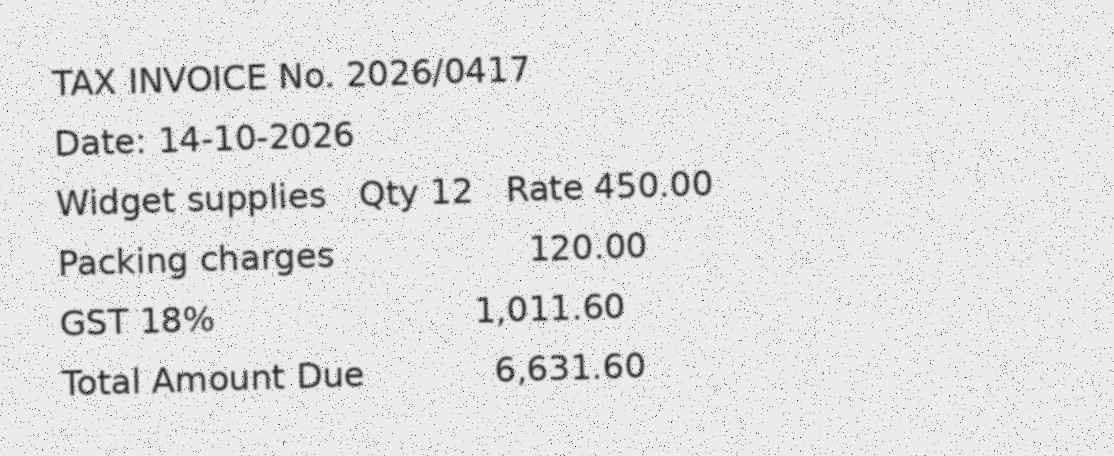 TAX INVOICE No. 2026/0417
Date: 14-10-2026
Widget supplies   Qty 12   Rate 450.00
Packing charges   120.00
GST 18%   1,011.60
Total Amount Due   6,631.60